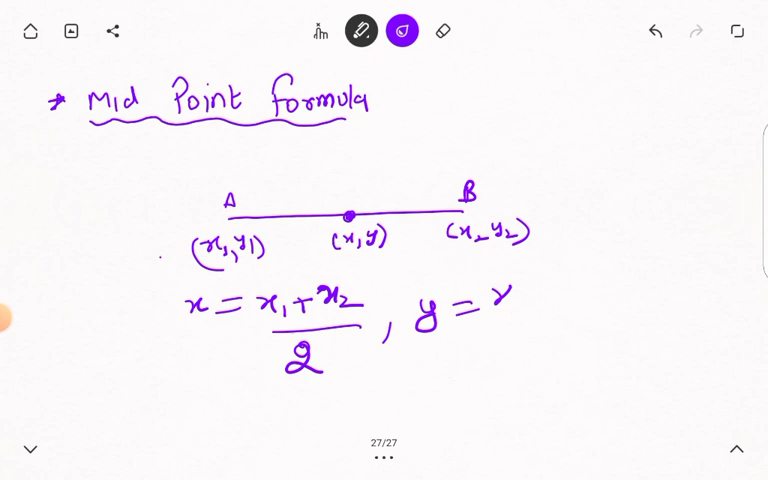 * Mid Point Formula
A B
(x₁,y₁) (x,y) (x₂ y₂)
x = x₁+x₂
2
, y =
27/27